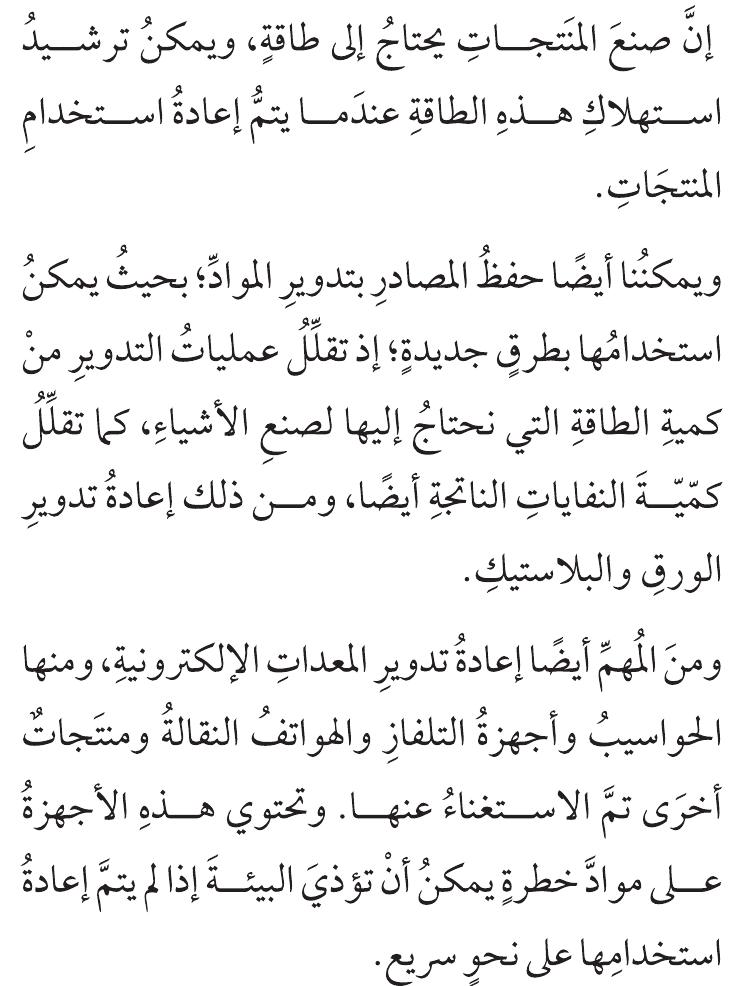 إنَّ صنعَ المنَتجاتِ يحتاجُ إلى طاقةٍ، ويمكنُ ترشيدُ
استهلاكِ هذهِ الطاقةِ عندَما يتمُّ إعادةُ استخدامِ
المنتجَاتِ.
ويمكنُنا أيضًا حفظُ المصادرِ بتدويرِ الموادِّ؛ بحيثُ يمكنُ
استخدامُها بطرقٍ جديدةٍ؛ إذ تقلِّلُ عملياتُ التدويرِ منْ
كميةِ الطاقةِ التي نحتاجُ إليها لصنعِ الأشياءِ، كما تقلِّلُ
كمّيّةَ النفاياتِ الناتجةِ أيضًا، ومن ذلك إعادةُ تدويرِ
الورقِ والبلاستيكِ.
ومنَ المُهمِّ أيضًا إعادةُ تدويرِ المعداتِ الإلكترونيةِ، ومنها
الحواسيبُ وأجهزةُ التلفازِ والهواتفُ النقالةُ ومنتَجاتٌ
أخرَى تمَّ الاستغناءُ عنها. وتحتوي هذهِ الأجهزةُ
على موادَّ خطرةٍ يمكنُ أنْ تؤذيَ البيئةَ إذا لم يتمَّ إعادةُ
استخدامِها على نحوٍ سريع.